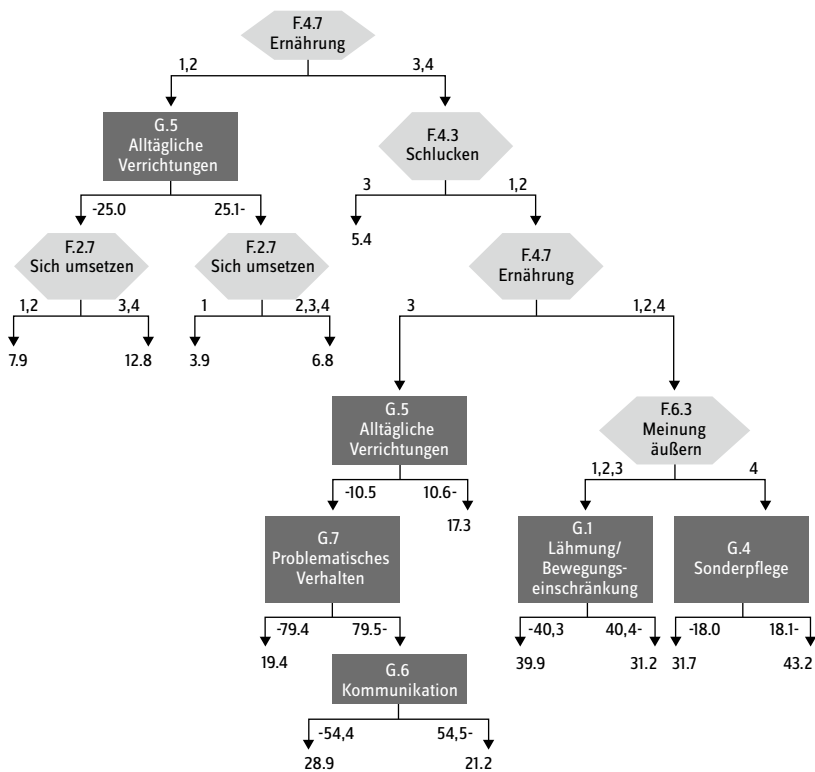 F.4.7
Ernährung
1,2
3,4
G.5
Alltägliche
Verrichtungen
F.4.3
Schlucken
-25.0
25.1-
3
1,2
5.4
F.2.7
Sich umsetzen
F.2.7
Sich umsetzen
F.4.7
Ernährung
1,2
3,4
1
2,3,4
3
1,2,4
7.9
12.8
3.9
6.8
G.5
Alltägliche
Verrichtungen
F.6.3
Meinung
äußern
-10.5
10.6-
1,2,3
4
17.3
G.7
Problematisches
Verhalten
G.1
Lähmung/
Bewegungs-
einschränkung
G.4
Sonderpflege
-79.4
79.5-
-40,3
40,4-
-18.0
18.1-
19.4
39.9
31.2
31.7
43.2
G.6
Kommunikation
-54,4
54,5-
28.9
21.2